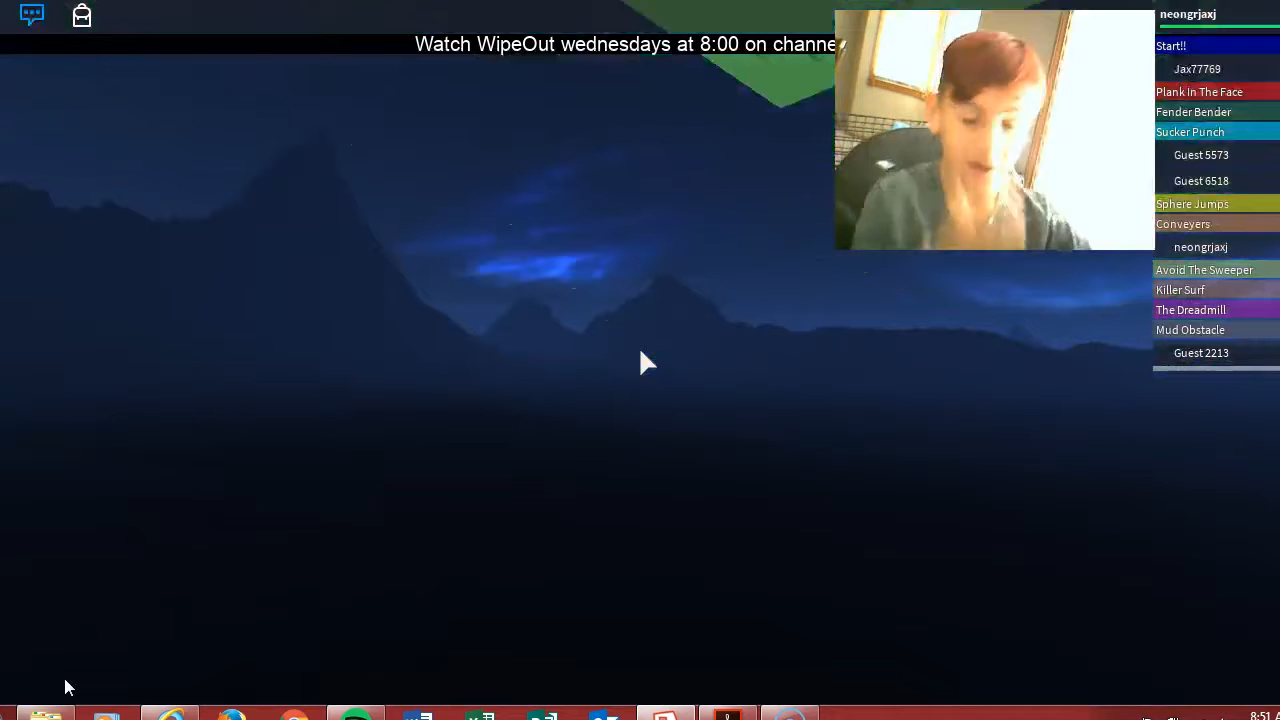 neongrjaxj
Watch WipeOut wednesdays at 8:00 on channe
Start!!
Jax77769
Plank In The Face
Fender Bender
Sucker Punch
Guest 5573
Guest 6518
Sphere Jumps
Conveyers
neongrjaxj
Avoid The Sweeper
Killer Surf
The Dreadmill
Mud Obstacle
Guest 2213
8:51